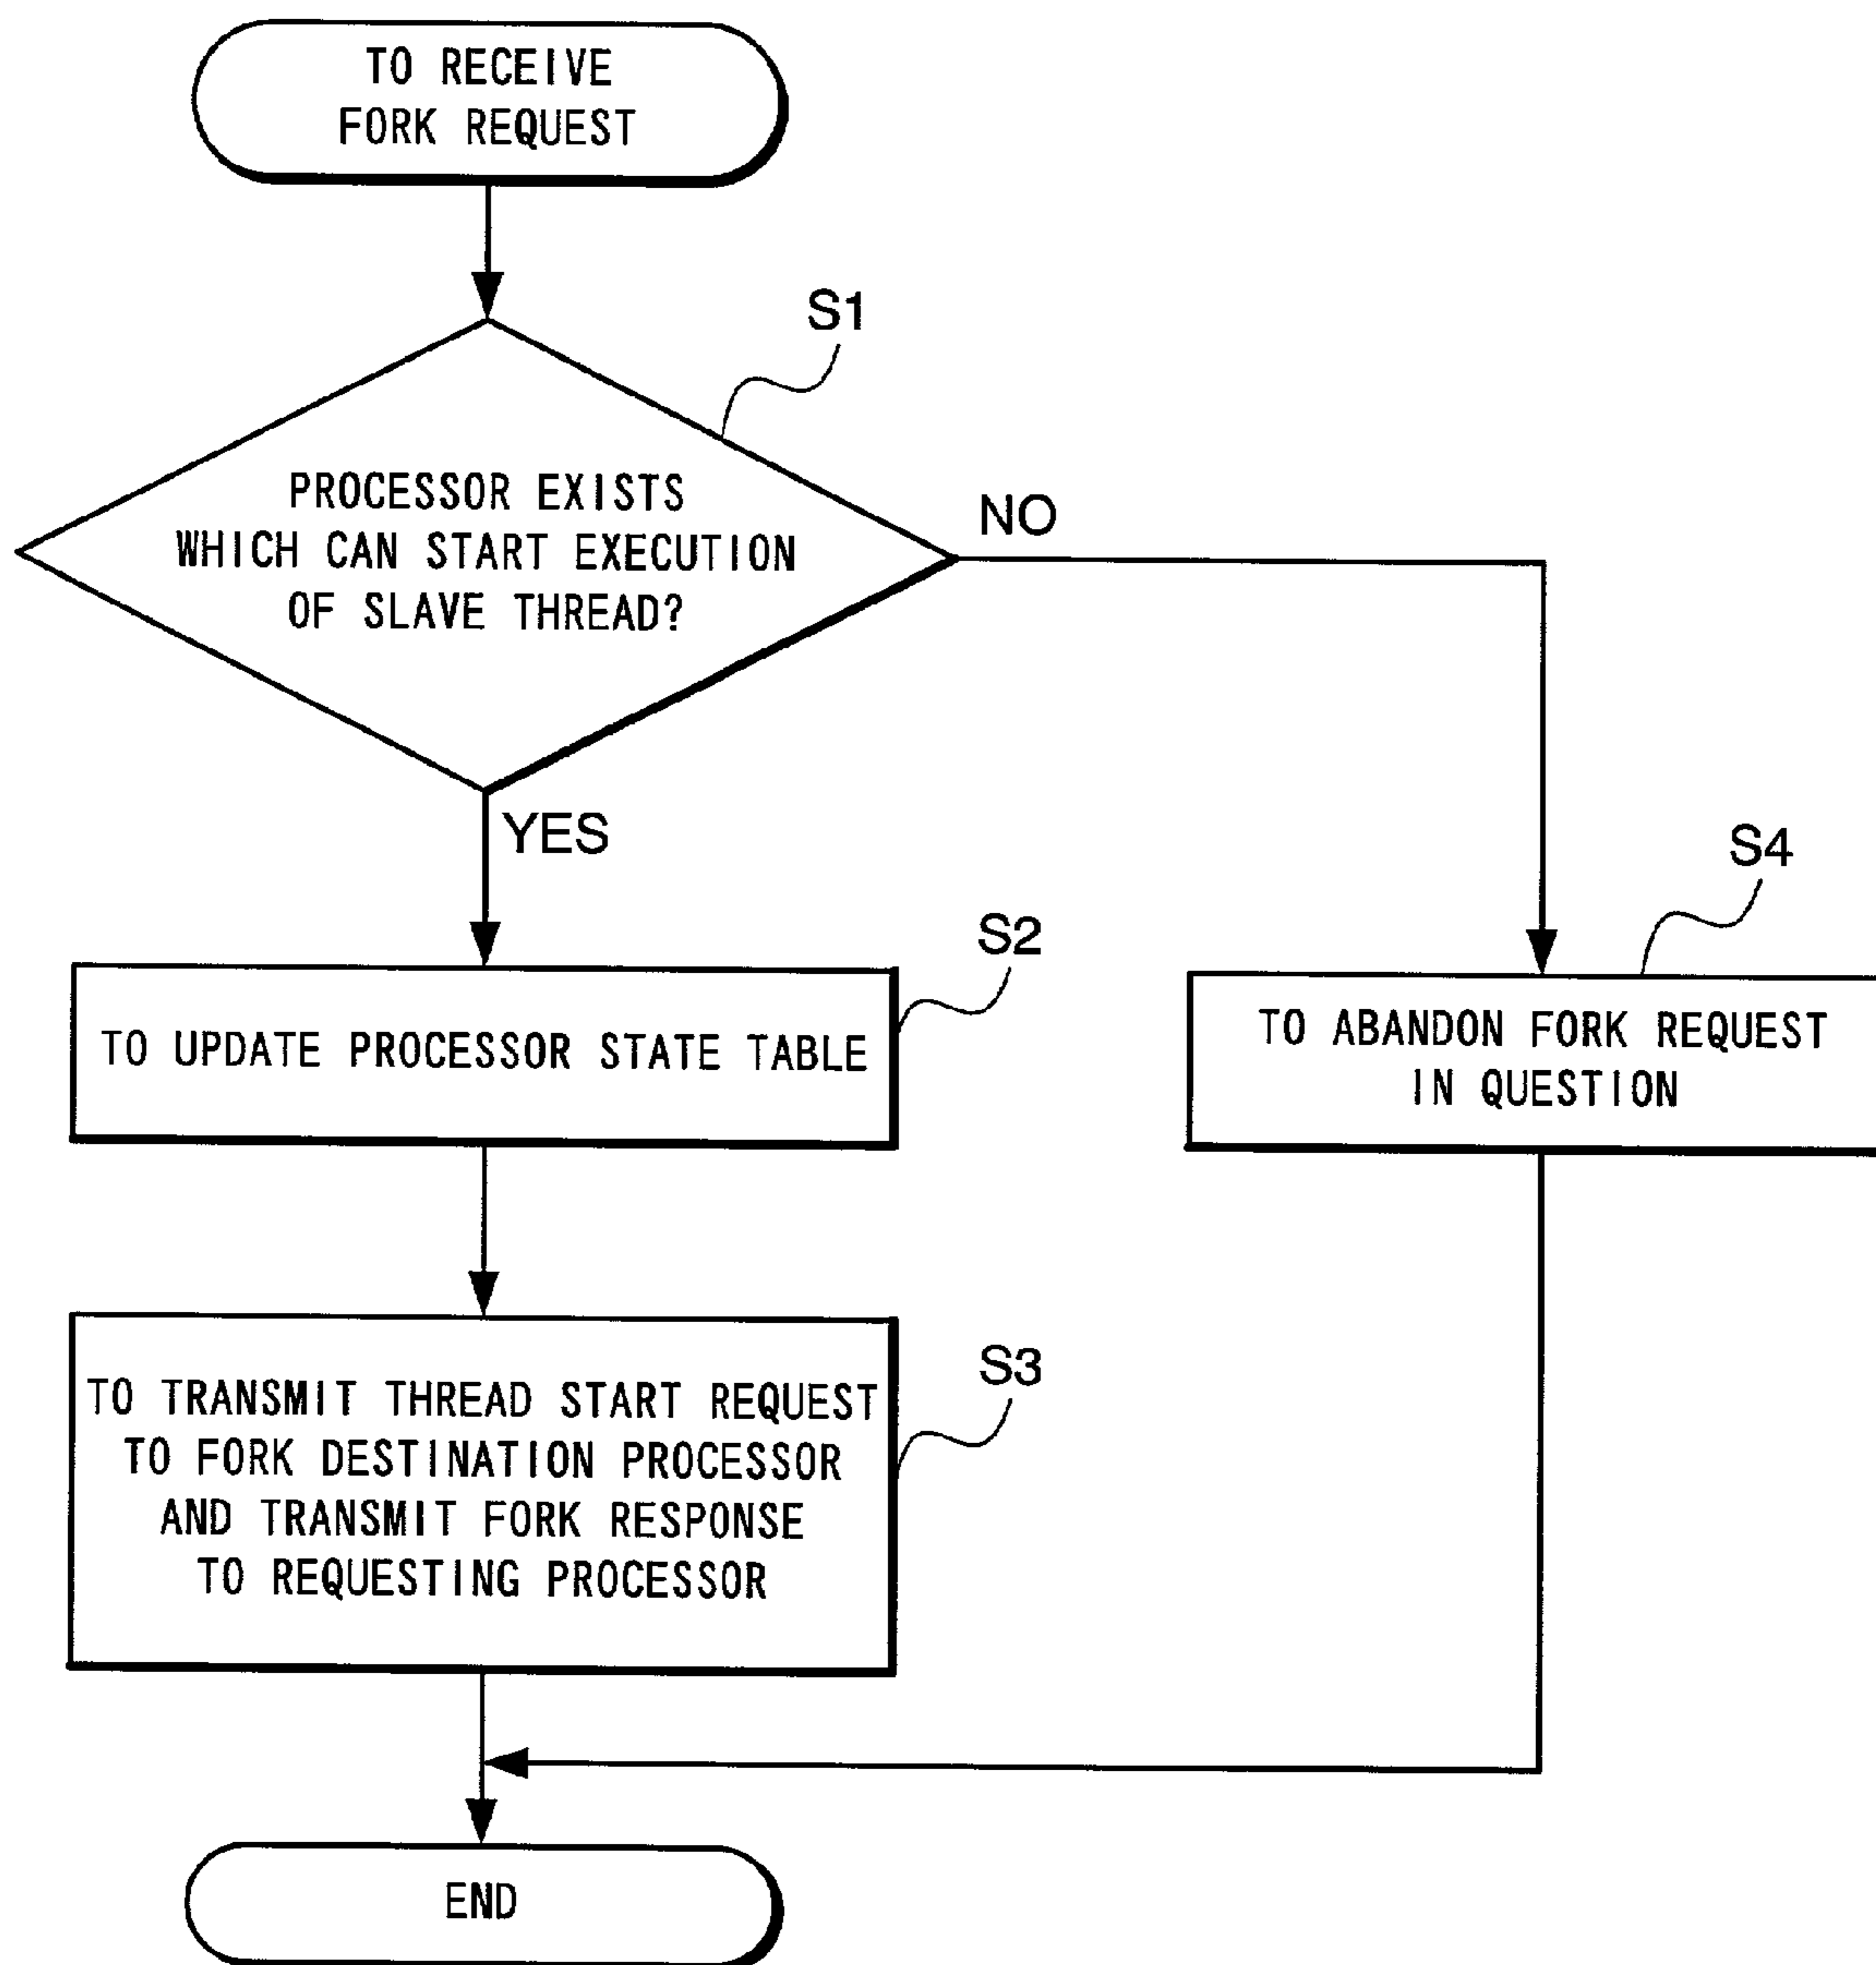 TO RECEIVE
FORK REQUEST
S1
PROCESSOR EXISTS
WHICH CAN START EXECUTION
OF SLAVE THREAD?
NO
YES
S2
TO UPDATE PROCESSOR STATE TABLE
S4
TO ABANDON FORK REQUEST
IN QUESTION
S3
TO TRANSMIT THREAD START REQUEST
TO FORK DESTINATION PROCESSOR
AND TRANSMIT FORK RESPONSE
TO REQUESTING PROCESSOR
END